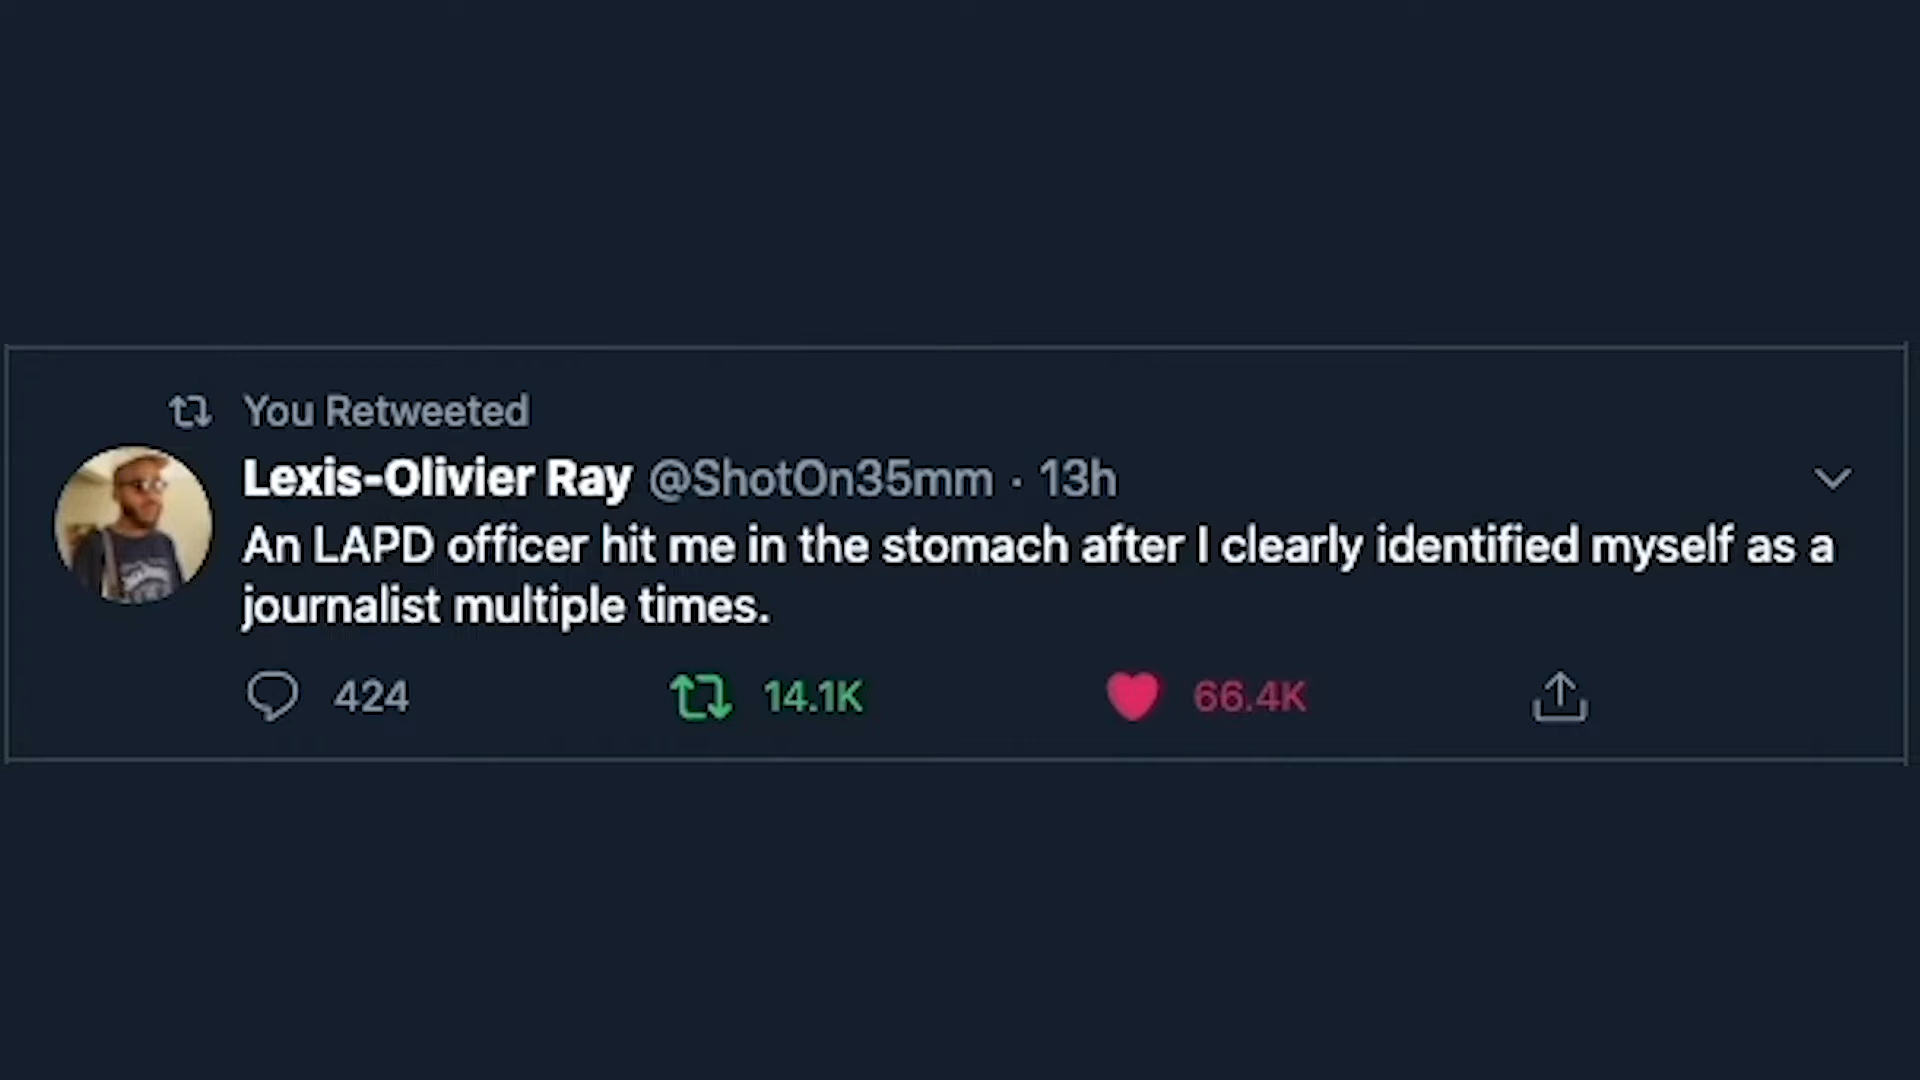 You Retweeted
Lexis-Olivier Ray @ShotOn35mm · 13h
An LAPD officer hit me in the stomach after I clearly identified myself as a
journalist multiple times.
424 14.1K 66.4K